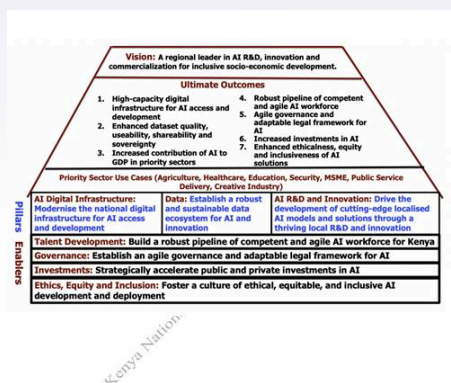 Vision: A regional leader in AI R&D, innovation and
commercialization for inclusive socio-economic development.
Ultimate Outcomes
1. High-capacity digital
infrastructure for AI access and
development
2. Enhanced dataset quality,
useability, shareability and
sovereignty
3. Increased contribution of AI to
GDP in priority sectors
4. Robust pipeline of competent
and agile AI workforce
5. Agile governance and
adaptable legal framework for
AI
6. Increased investments in AI
7. Enhanced ethicalness, equity
and inclusiveness of AI
solutions
Priority Sector Use Cases (Agriculture, Healthcare, Education, Security, MSME, Public Service
Delivery, Creative Industry)
Pillars
AI Digital Infrastructure:
Modernise the national digital
infrastructure for AI access
and development
Data: Establish a robust
and sustainable data
ecosystem for AI and
innovation
AI R&D and Innovation: Drive the
development of cutting-edge localised
AI models and solutions through a
thriving local R&D and innovation
Enablers
Talent Development: Build a robust pipeline of competent and agile AI workforce for Kenya
Governance: Establish an agile governance and adaptable legal framework for AI
Investments: Strategically accelerate public and private investments in AI
Ethics, Equity and Inclusion: Foster a culture of ethical, equitable, and inclusive AI
development and deployment
Kenya Nation